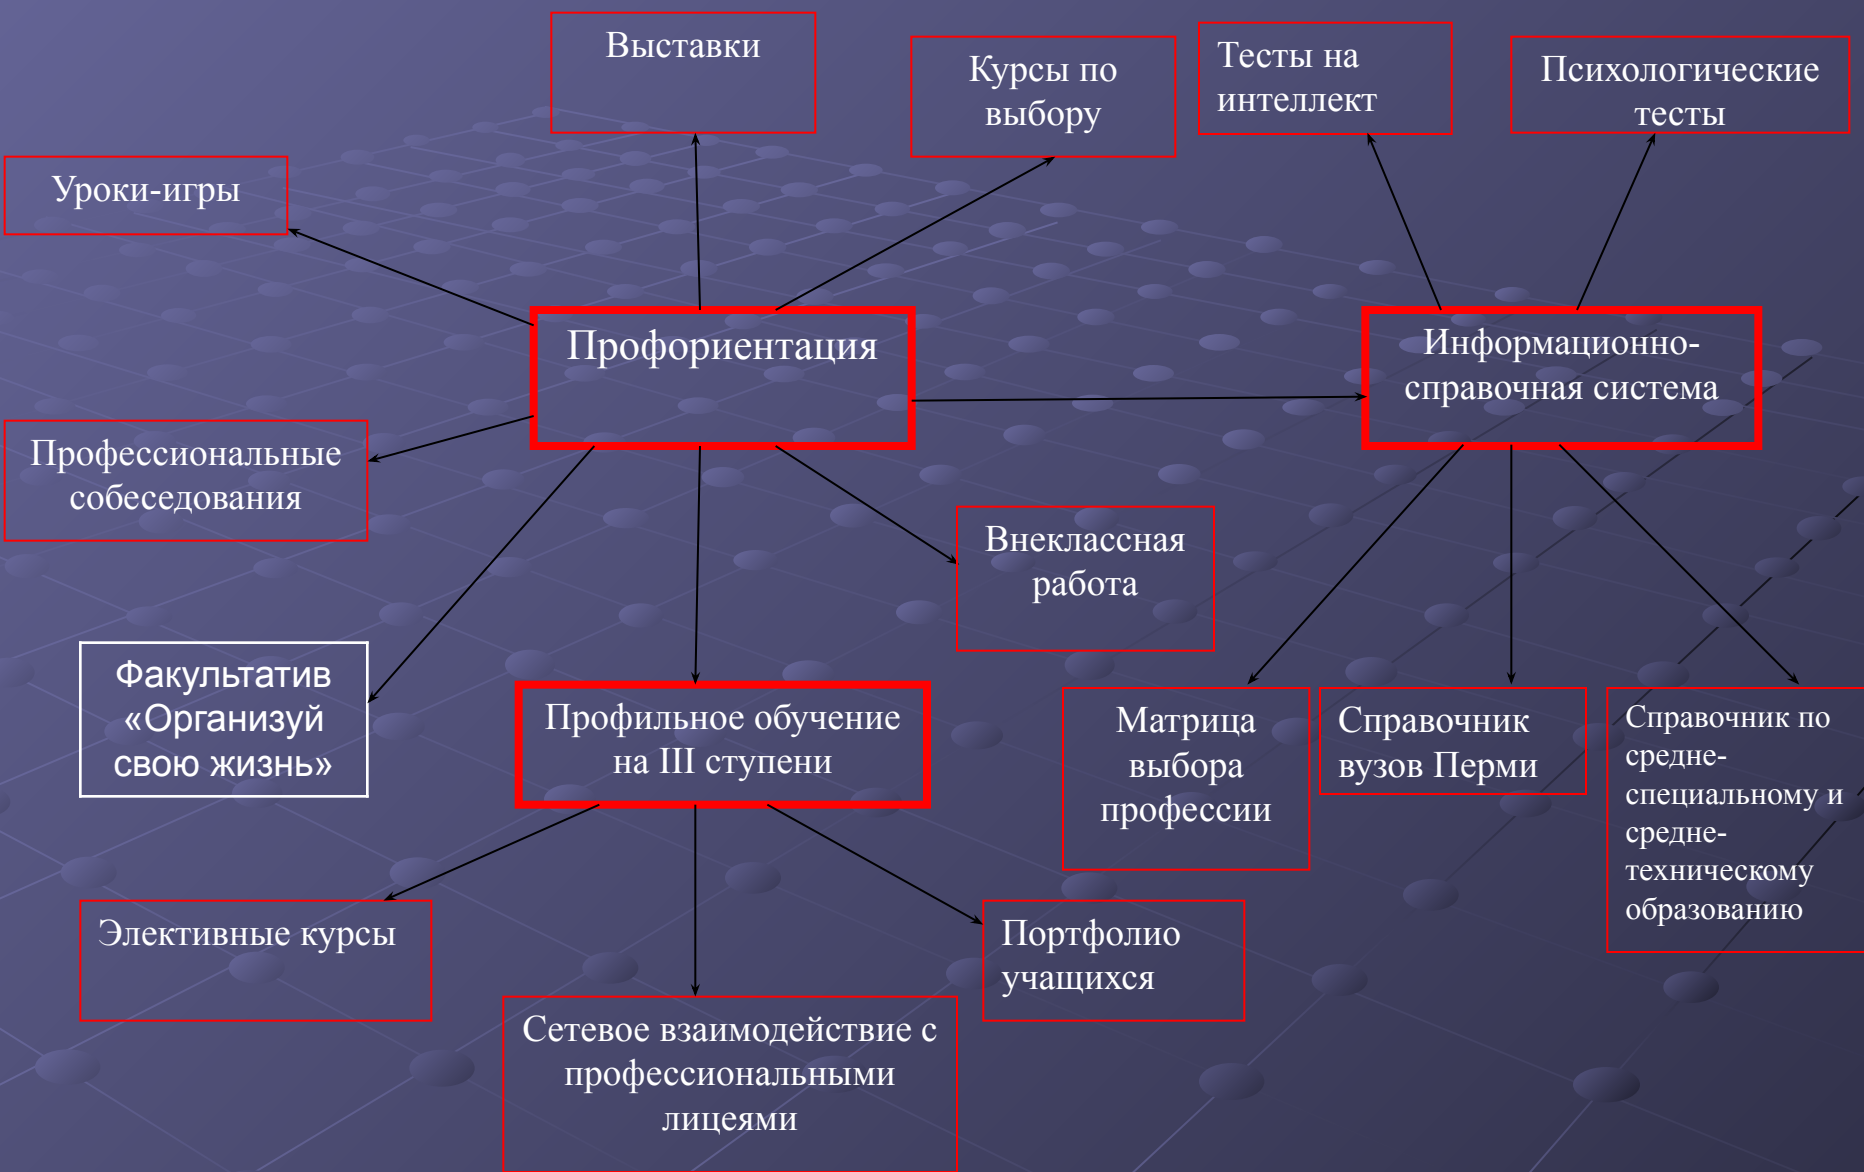 Выставки
Курсы по
выбору
Тесты на
интеллект
Психологические
тесты
Уроки-игры
Профориентация
Информационно-
справочная система
Профессиональные
собеседования
Внеклассная
работа
Факультатив
«Организуй
свою жизнь»
Профильное обучение
на III ступени
Матрица
выбора
профессии
Справочник
вузов Перми
Справочник по
средне-
специальному и
средне-
техническому
образованию
Элективные курсы
Портфолио
учащихся
Сетевое взаимодействие с
профессиональными
лицеями